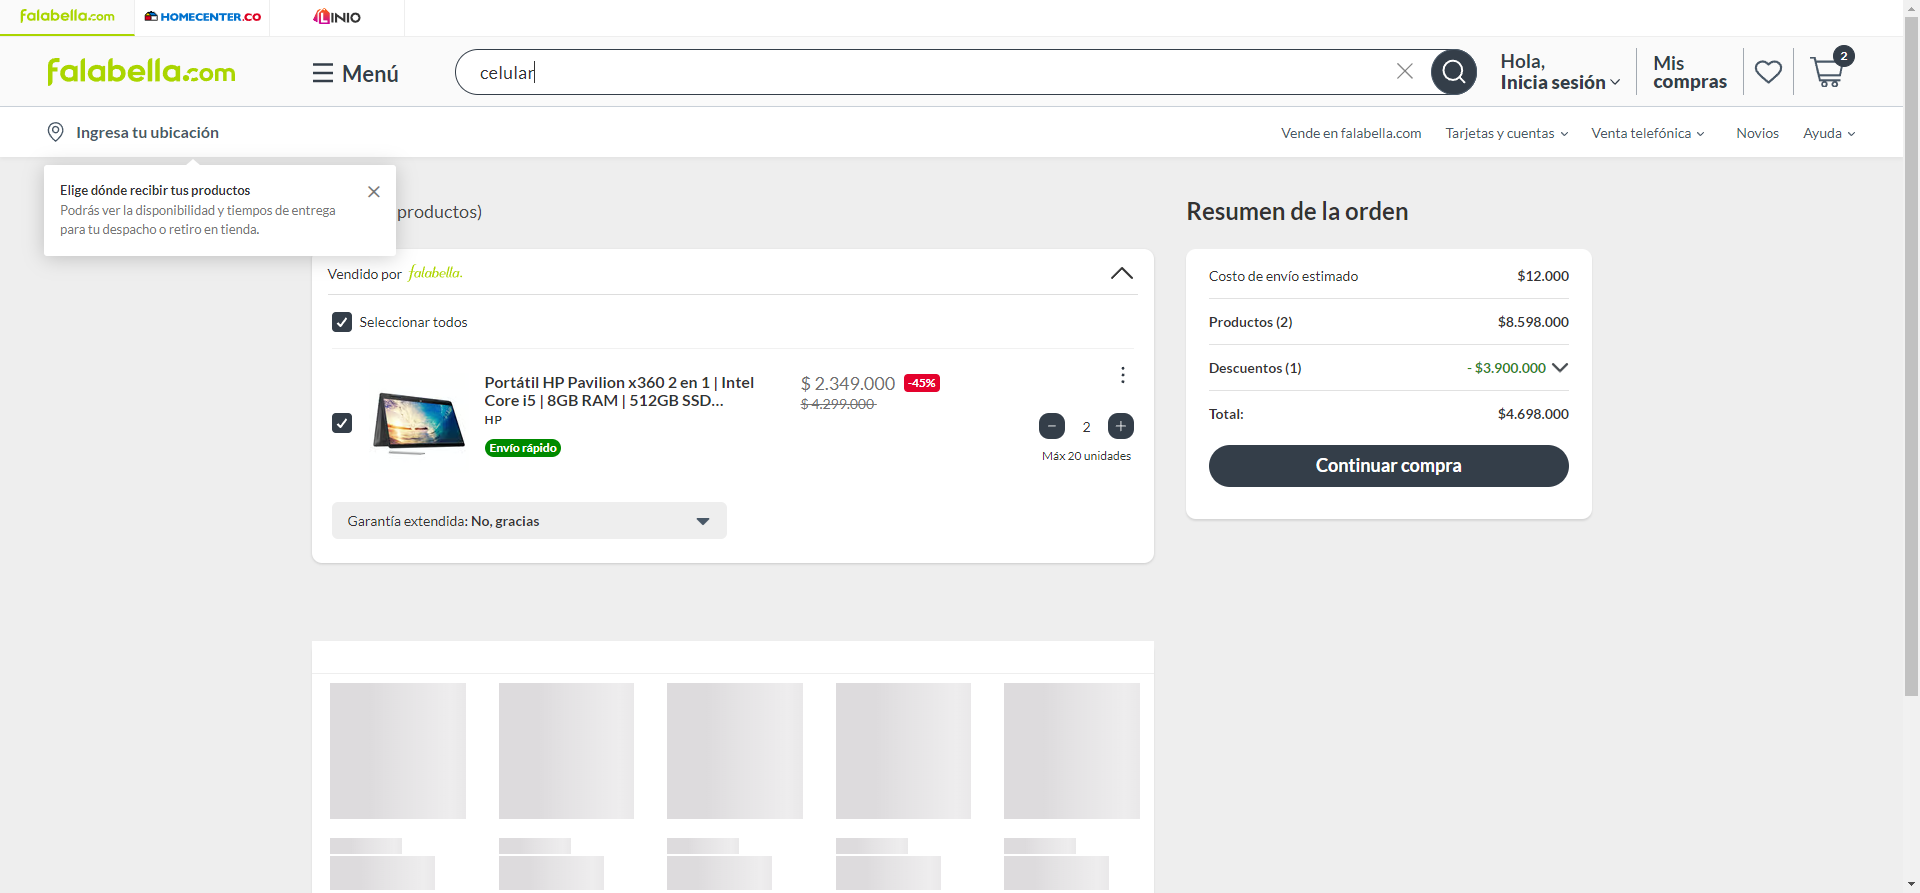 falabella.com
HOMECENTER.CO
LINIO
falabella.com
Menú
celular
Hola,
Inicia sesión
Mis
compras
2
Ingresa tu ubicación
Vende en falabella.com
Tarjetas y cuentas
Venta telefónica
Novios
Ayuda
Elige dónde recibir tus productos
Podrás ver la disponibilidad y tiempos de entrega
para tu despacho o retiro en tienda.
productos)
Resumen de la orden
Vendido por falabella.
Seleccionar todos
Portátil HP Pavilion x360 2 en 1 | Intel
Core i5 | 8GB RAM | 512GB SSD...
HP
Envío rápido
$ 2.349.000 -45%
$ 4.299.000
2
Máx 20 unidades
Garantía extendida: No, gracias
Costo de envío estimado $12.000
Productos (2) $8.598.000
Descuentos (1) - $3.900.000
Total: $4.698.000
Continuar compra